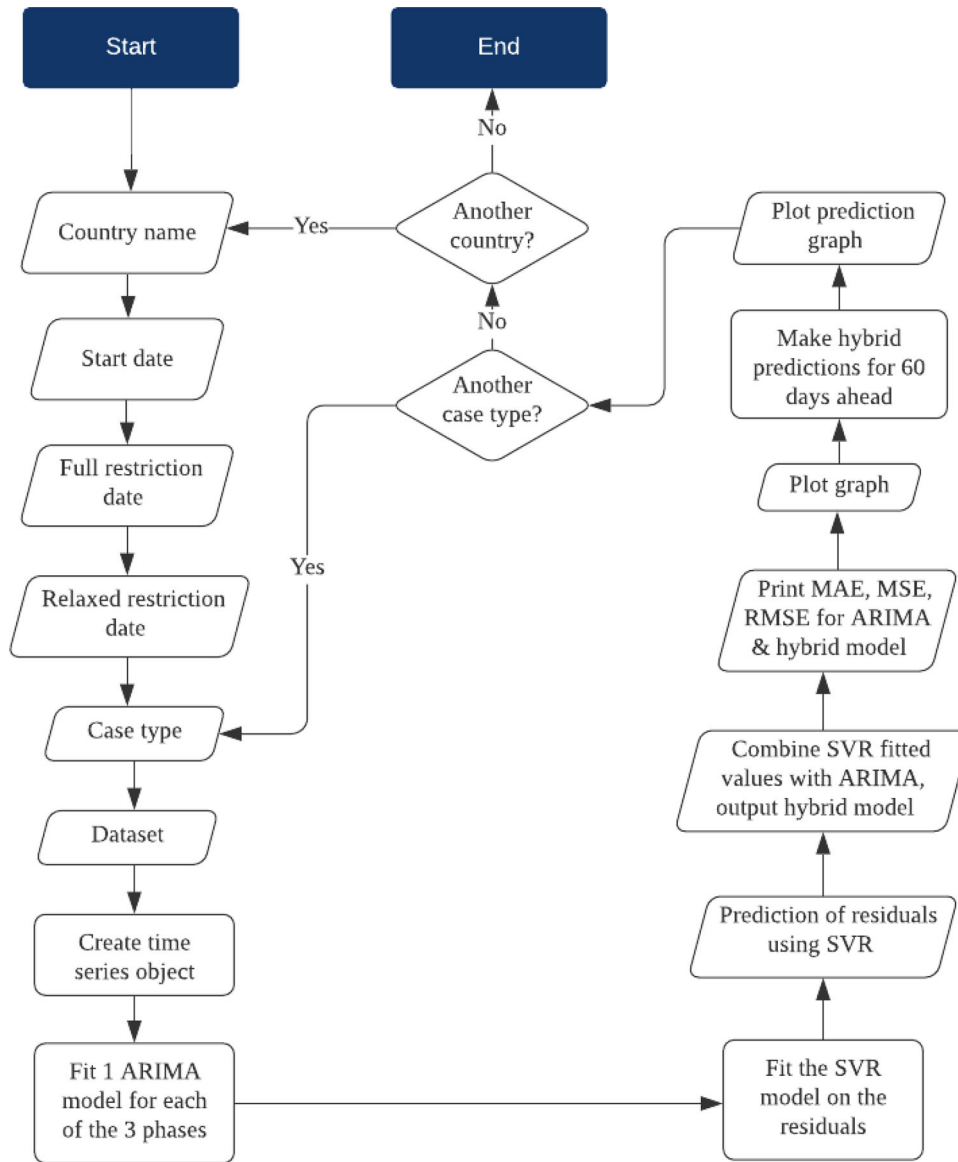 Start
End
No
Country name
Yes
Another
country?
Plot prediction
graph
Start date
No
Another
case type?
Make hybrid
predictions for 60
days ahead
Full restriction
date
Plot graph
Yes
Relaxed restriction
date
Print MAE, MSE,
RMSE for ARIMA
& hybrid model
Case type
Combine SVR fitted
values with ARIMA,
output hybrid model
Dataset
Create time
series object
Prediction of residuals
using SVR
Fit 1 ARIMA
model for each
of the 3 phases
Fit the SVR
model on the
residuals